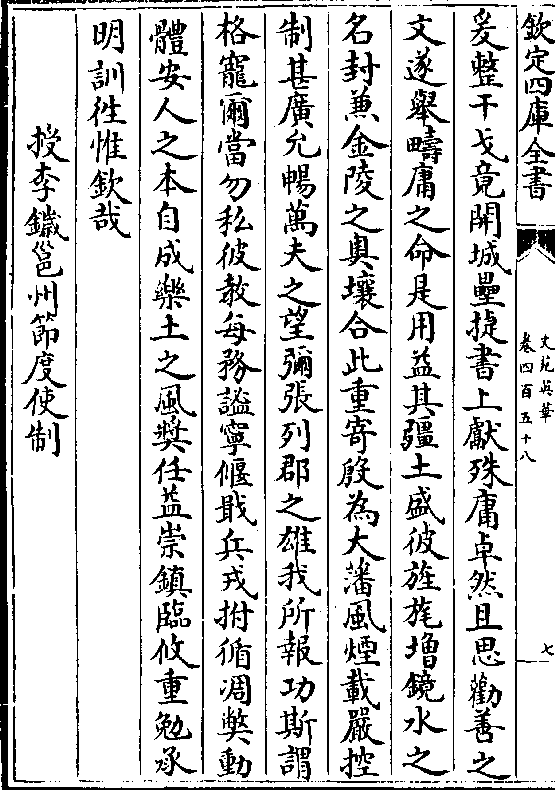 欽定四庫全書
文苑英華
卷四百五十八
七
爰整干戈竟開城壘捷書上獻殊庸卓然且思勸善之
文遂舉疇庸之命是用益其疆土盛彼旌旄增鏡水之
名封兼金陵之奥壤合此重寄殷為大藩風煙載嚴控
制甚廣允暢萬夫之望彌張列郡之雄我所報功斯謂
格寵爾當勿私彼教每務謐寧偃戢兵戎拊循凋弊動
體安人之本自成樂土之風奬任益崇鎮臨攸重勉承
明訓徃惟欽哉
授李鐬邕州節度使制